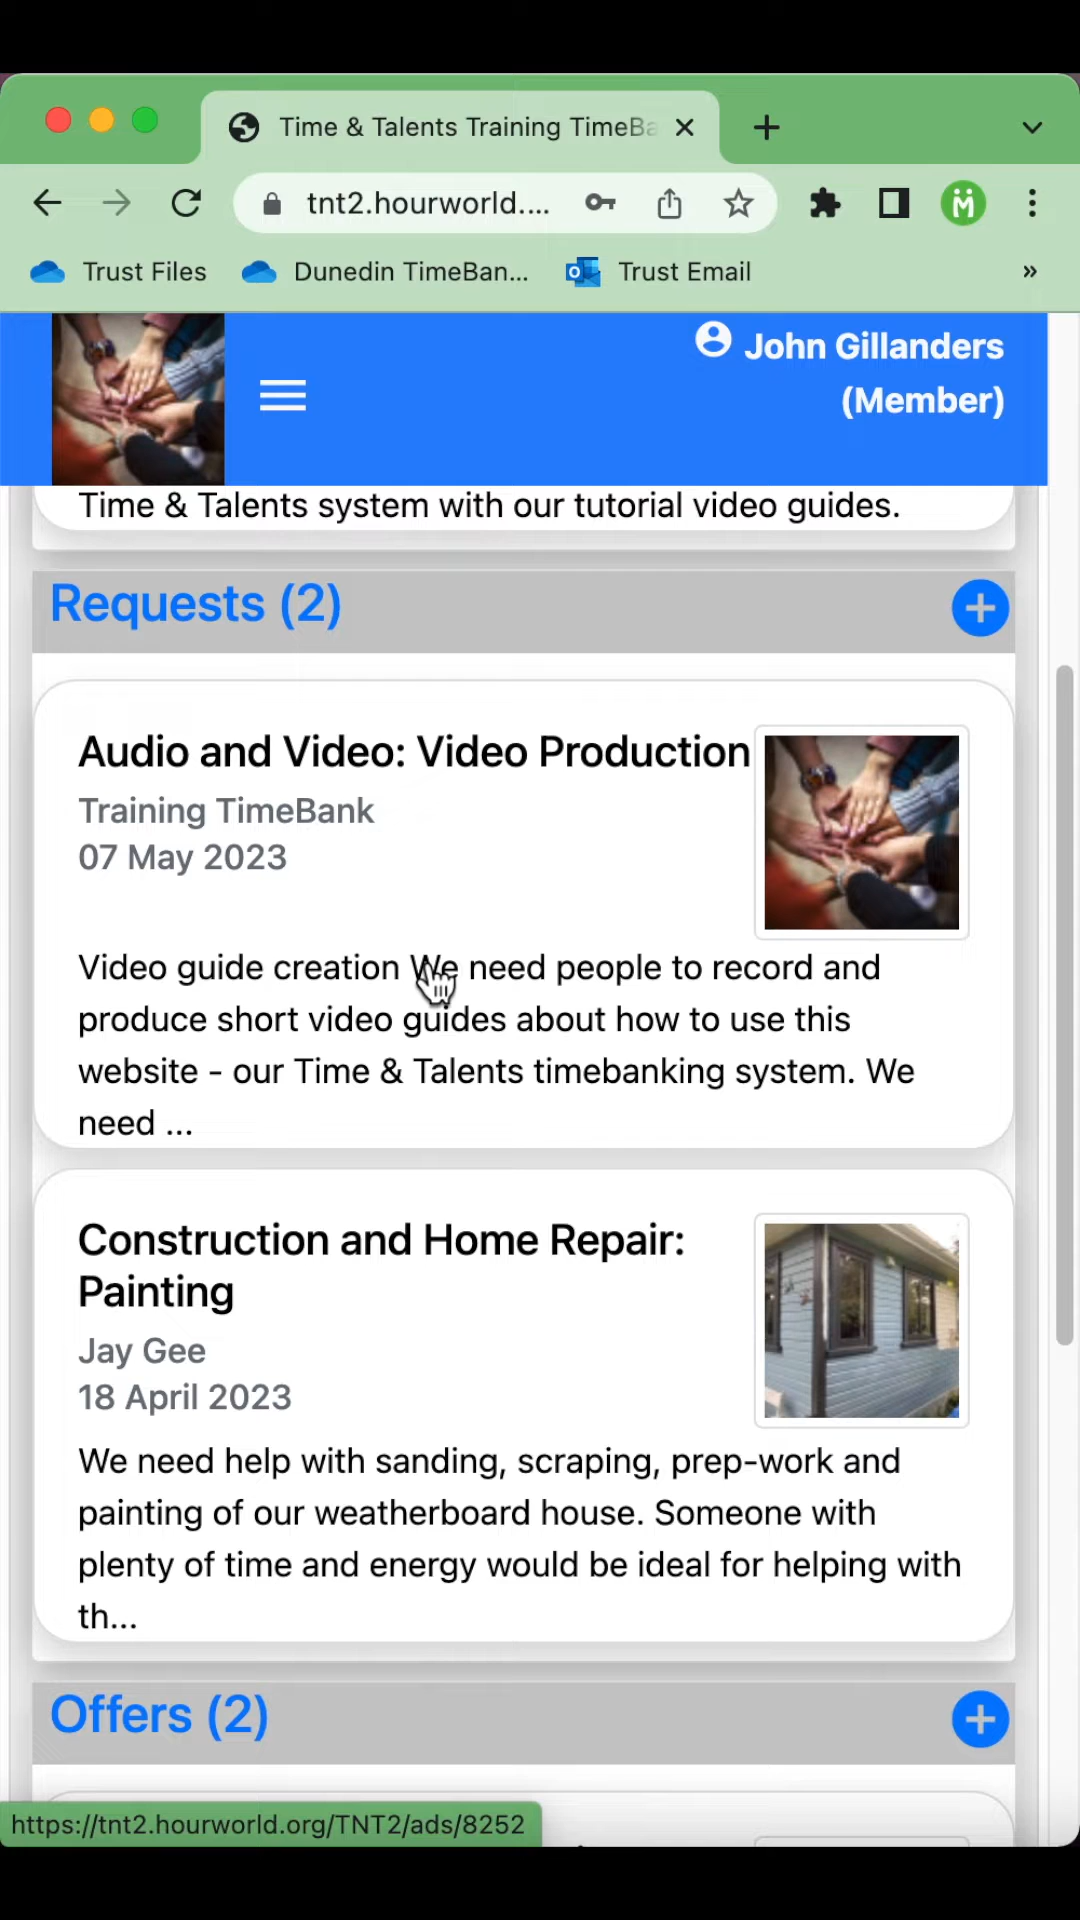 Time & Talents Training TimeBa
tnt2.hourworld....
Trust Files
Dunedin TimeBan...
Trust Email
»
John Gillanders
(Member)
Time & Talents system with our tutorial video guides.
Requests (2)
Audio and Video: Video Production
Training TimeBank
07 May 2023
Video guide creation We need people to record and
produce short video guides about how to use this
website - our Time & Talents timebanking system. We
need ...
Construction and Home Repair:
Painting
Jay Gee
18 April 2023
We need help with sanding, scraping, prep-work and
painting of our weatherboard house. Someone with
plenty of time and energy would be ideal for helping with
th...
Offers (2)
https://tnt2.hourworld.org/TNT2/ads/8252